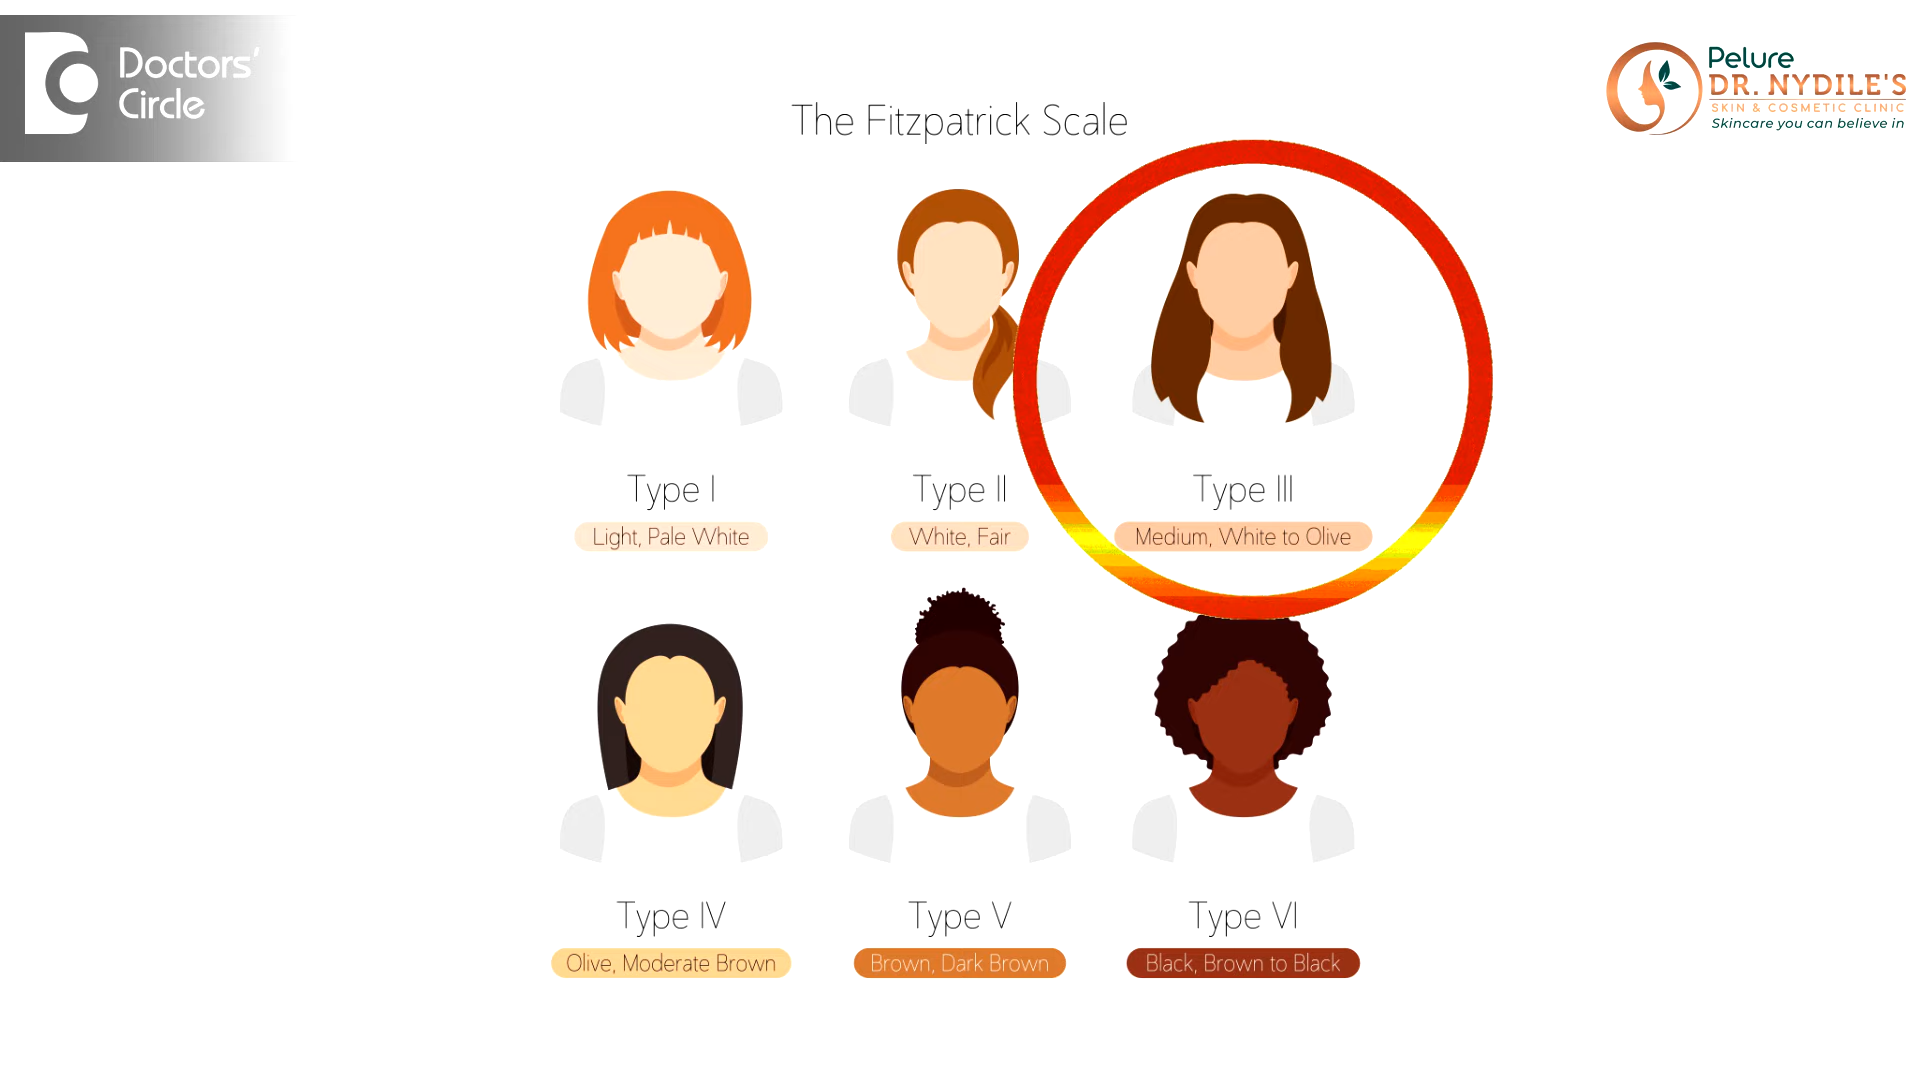 Doctors'
Circle
Pelure
DR. NYDILE'S
SKIN & COSMETIC CLINIC
Skincare you can believe in
The Fitzpatrick Scale
Type I
Type II
Type III
Light, Pale White
White, Fair
Medium, White to Olive
Type IV
Type V
Type VI
Olive, Moderate Brown
Brown, Dark Brown
Black, Brown to Black